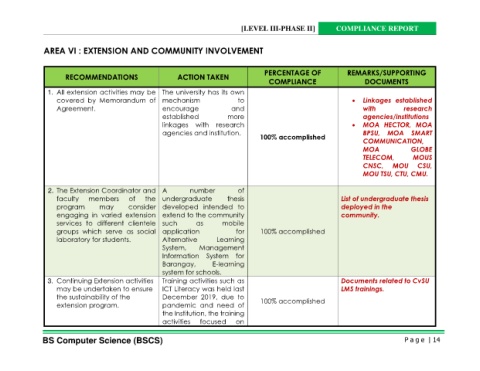 [LEVEL III-PHASE II] COMPLIANCE REPORT
AREA VI : EXTENSION AND COMMUNITY INVOLVEMENT
RECOMMENDATIONS
ACTION TAKEN
PERCENTAGE OF
COMPLIANCE
REMARKS/SUPPORTING
DOCUMENTS
1. All extension activities may be
covered by Memorandum of
Agreement.
The university has its own
mechanism to
encourage and
established more
linkages with research
agencies and institution.
100% accomplished
• Linkages established
with research
agencies/institutions
• MOA HECTOR, MOA
BPSU, MOA SMART
COMMUNICATION,
MOA GLOBE
TELECOM, MOUS
CNSC, MOU CSU,
MOU TSU, CTU, CMU.
2. The Extension Coordinator and
faculty members of the
program may consider
engaging in varied extension
services to different clientele
groups which serve as social
laboratory for students.
A number of
undergraduate thesis
developed intended to
extend to the community
such as mobile
application for
Alternative Learning
System, Management
Information System for
Barangay, E-learning
system for schools.
100% accomplished
List of undergraduate thesis
deployed in the
community.
3. Continuing Extension activities
may be undertaken to ensure
the sustainability of the
extension program.
Training activities such as
ICT Literacy was held last
December 2019, due to
pandemic and need of
the Institution, the training
activities focused on
100% accomplished
Documents related to CvSU
LMS trainings.
BS Computer Science (BSCS)
Page | 14